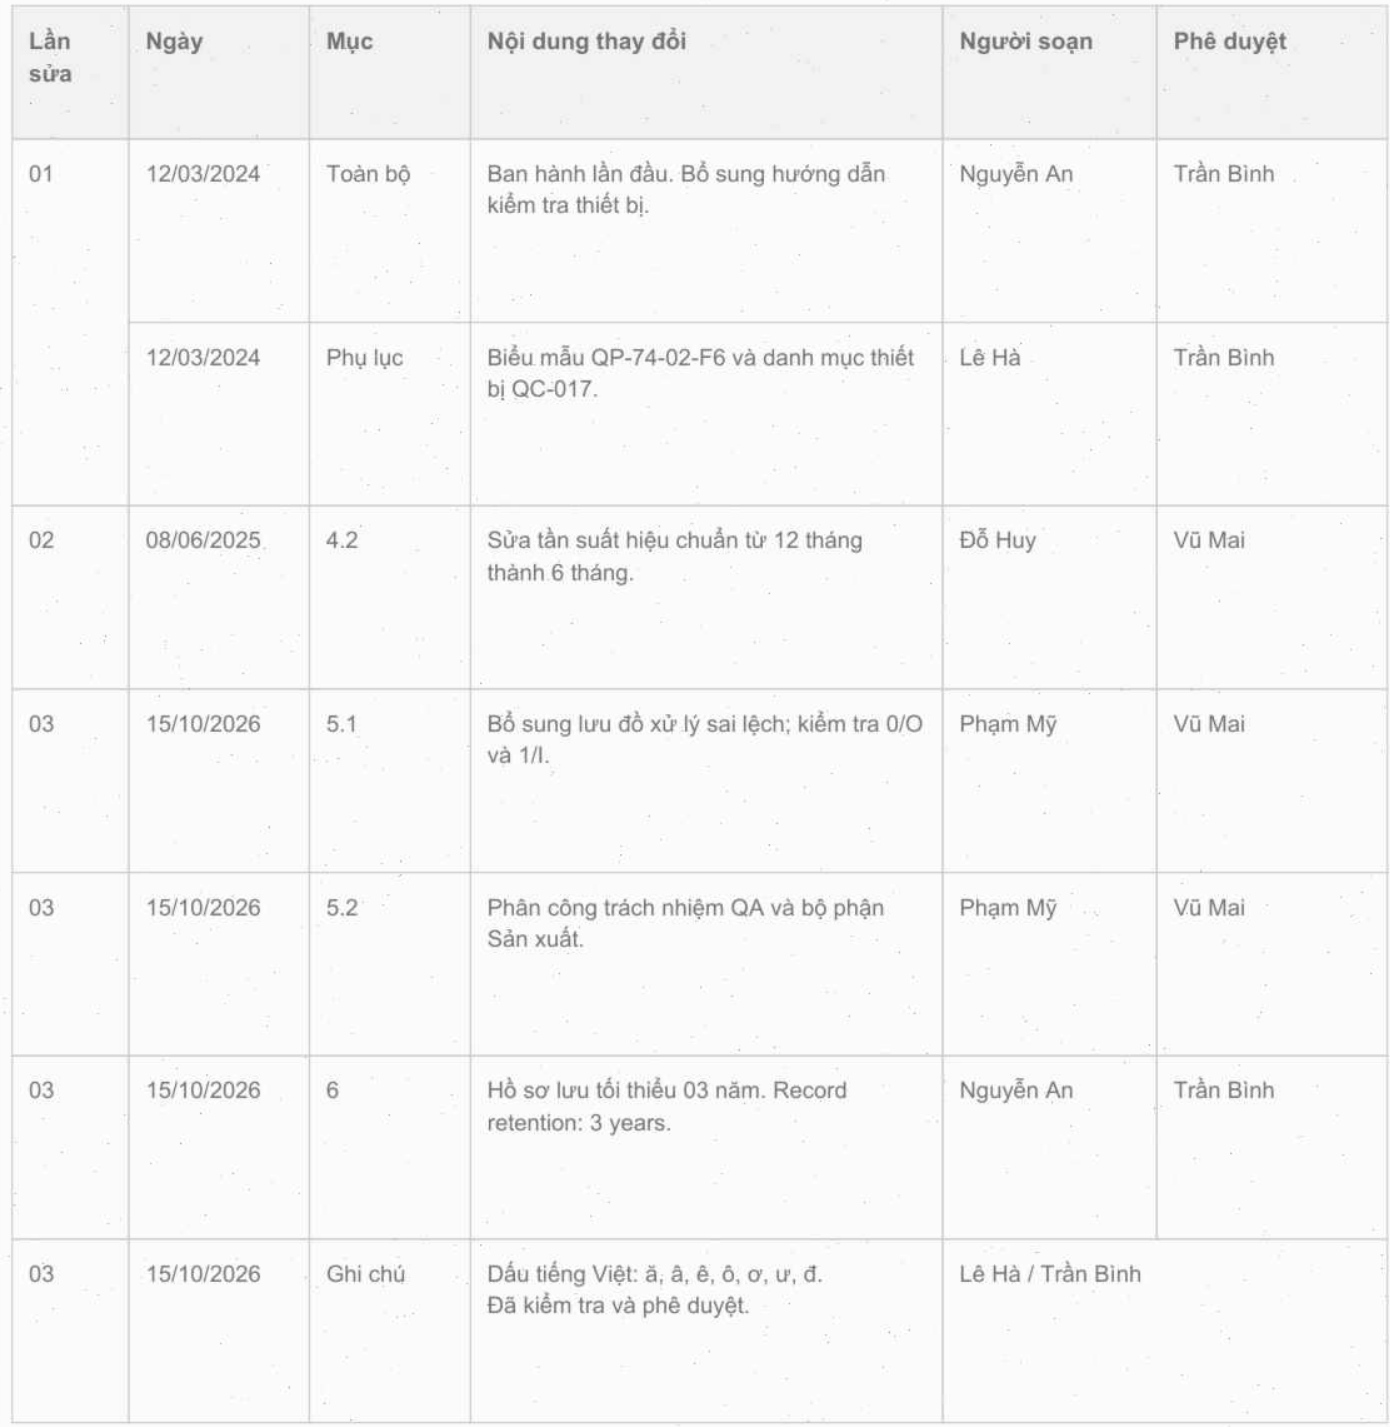 Lần sửa Ngày Mục Nội dung thay đổi Người soạn Phê duyệt
01 12/03/2024 Toàn bộ Ban hành lần đầu. Bổ sung hướng dẫn Nguyễn An Trần Bình
kiểm tra thiết bị.
12/03/2024 Phụ lục Biểu mẫu QP-74-02-F6 và danh mục thiết Lê Hà Trần Bình
bị QC-017.
02 08/06/2025 4.2 Sửa tần suất hiệu chuẩn từ 12 tháng Đỗ Huy Vũ Mai
thành 6 tháng.
03 15/10/2026 5.1 Bổ sung lưu đồ xử lý sai lệch; kiểm tra 0/O Phạm Mỹ Vũ Mai
và 1/I.
03 15/10/2026 5.2 Phân công trách nhiệm QA và bộ phận Phạm Mỹ Vũ Mai
Sản xuất.
03 15/10/2026 6 Hồ sơ lưu tối thiểu 03 năm. Record Nguyễn An Trần Bình
retention: 3 years.
03 15/10/2026 Ghi chú Dấu tiếng Việt: ă, â, ê, ô, ơ, ư, đ. Lê Hà / Trần Bình
Đã kiểm tra và phê duyệt.